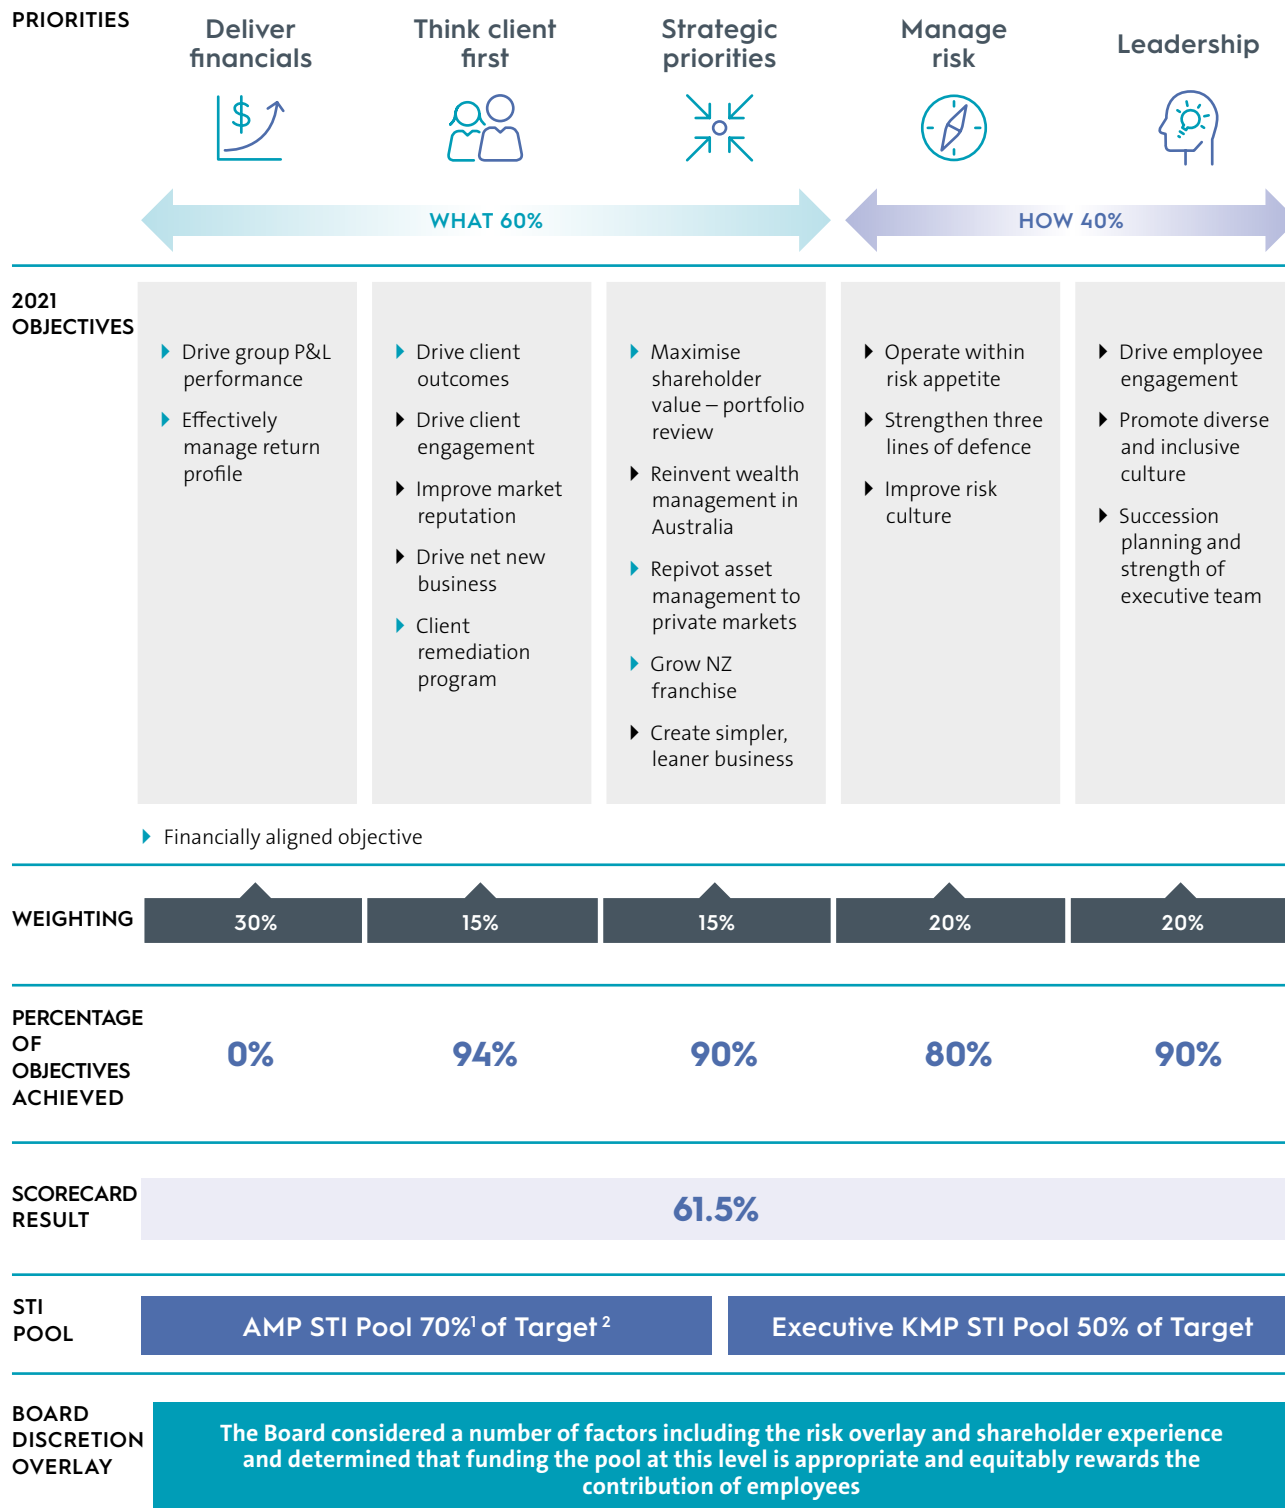 PRIORITIES
Deliver
financials
Think client
first
Strategic
priorities
Manage
risk
Leadership
$
WHAT 60%
HOW 40%
2021
OBJECTIVES
Drive group P&L
performance
Effectively
manage return
profile
Drive client
outcomes
Drive client
engagement
Improve market
reputation
Drive net new
business
Client
remediation
program
Maximise
shareholder
value – portfolio
review
Reinvent wealth
management in
Australia
Repivot asset
management to
private markets
Grow NZ
franchise
Create simpler,
leaner business
Operate within
risk appetite
Strengthen three
lines of defence
Improve risk
culture
Drive employee
engagement
Promote diverse
and inclusive
culture
Succession
planning and
strength of
executive team
Financially aligned objective
WEIGHTING
30%
15%
15%
20%
20%
PERCENTAGE
OF
OBJECTIVES
ACHIEVED
0%
94%
90%
80%
90%
SCORECARD
RESULT
61.5%
STI
POOL
AMP STI Pool 70%¹ of Target ²
Executive KMP STI Pool 50% of Target
BOARD
DISCRETION
OVERLAY
The Board considered a number of factors including the risk overlay and shareholder experience
and determined that funding the pool at this level is appropriate and equitably rewards the
contribution of employees